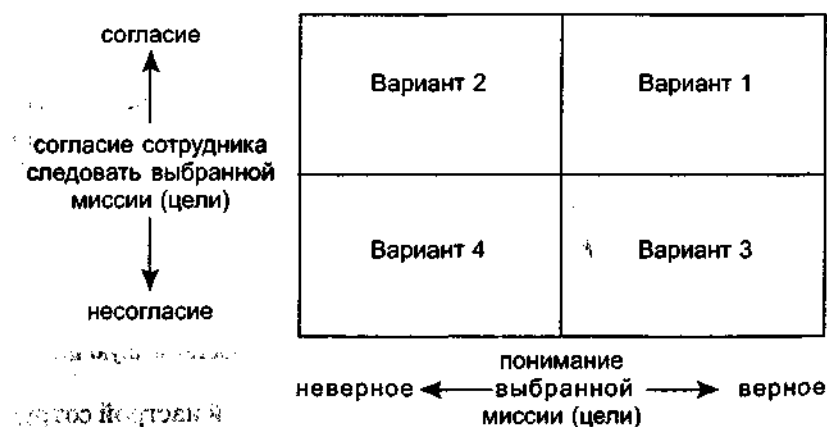 согласие
согласие сотрудника
следовать выбранной
миссии (цели)
несогласие
Вариант 2
Вариант 1
Вариант 4
Вариант 3
понимание
неверное
выбранной
верное
миссии (цели)